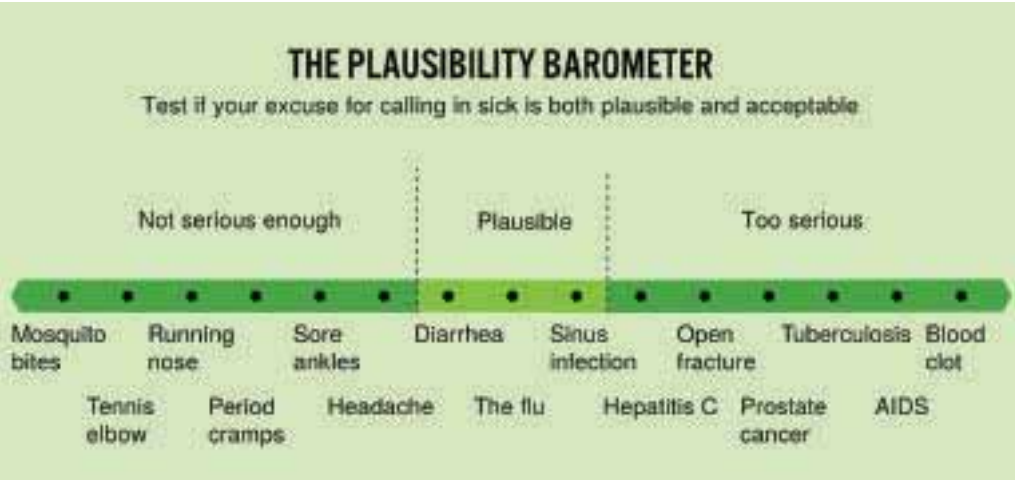 THE PLAUSIBILITY BAROMETER
Test if your excuse for calling in sick is both plausible and acceptable
Not serious enough
Plausible
Too serious
Mosquito
bites
Running
nose
Sore
ankles
Diarrhea
Sinus
infection
Open
fracture
Tuberculosis
Blood
clot
Tennis
elbow
Period
cramps
Headache
The flu
Hepatitis C
Prostate
cancer
AIDS